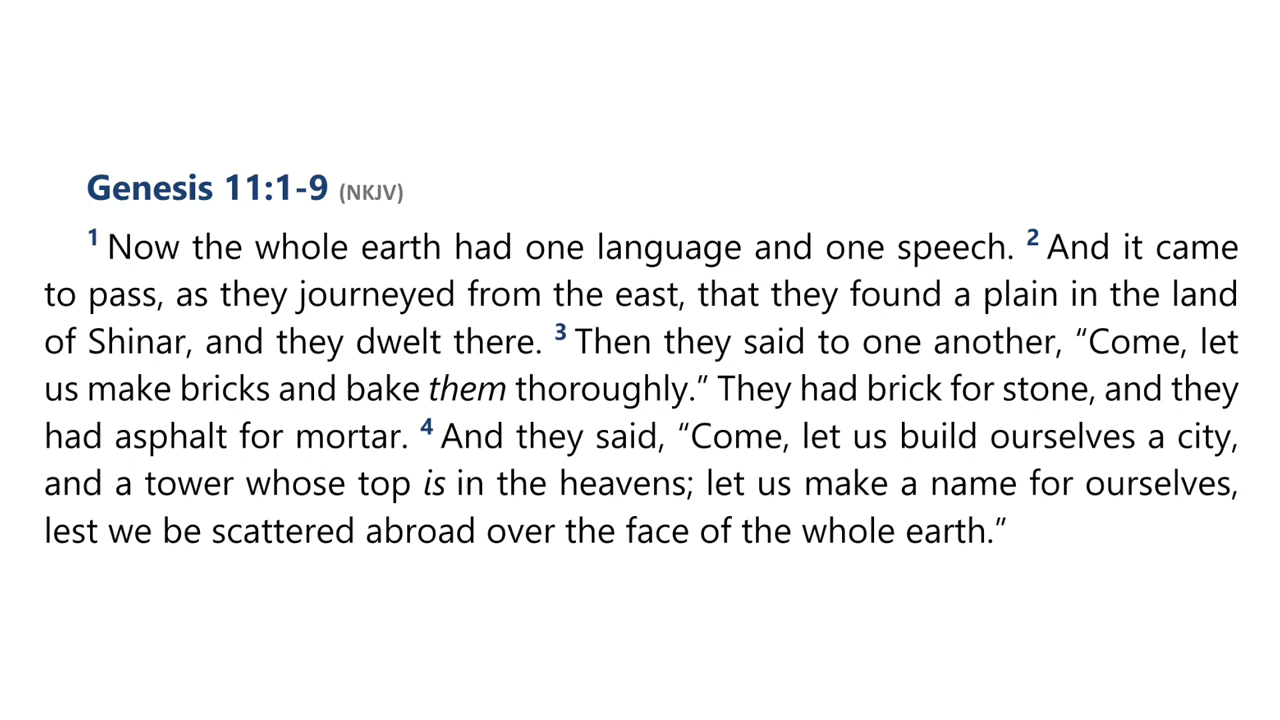 Genesis 11:1-9 (NKJV)
1 Now the whole earth had one language and one speech. 2 And it came
to pass, as they journeyed from the east, that they found a plain in the land
of Shinar, and they dwelt there. 3 Then they said to one another, “Come, let
us make bricks and bake them thoroughly.” They had brick for stone, and they
had asphalt for mortar. 4 And they said, “Come, let us build ourselves a city,
and a tower whose top is in the heavens; let us make a name for ourselves,
lest we be scattered abroad over the face of the whole earth.”